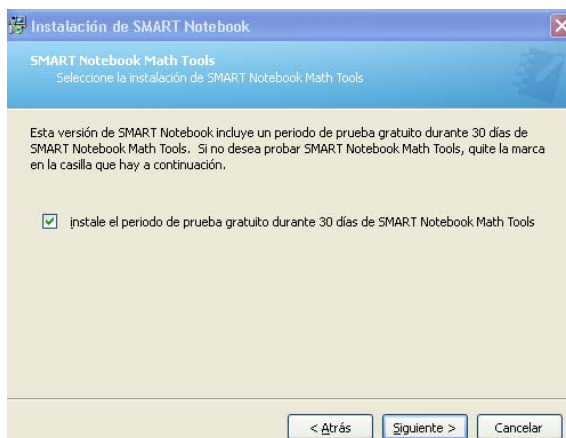 Instalación de SMART Notebook
SMART Notebook Math Tools
Seleccione la instalación de SMART Notebook Math Tools
Esta versión de SMART Notebook incluye un periodo de prueba gratuito durante 30 días de
SMART Notebook Math Tools. Si no desea probar SMART Notebook Math Tools, quite la marca
en la casilla que hay a continuación.
instale el periodo de prueba gratuito durante 30 días de SMART Notebook Math Tools
< Atrás Siguiente > Cancelar